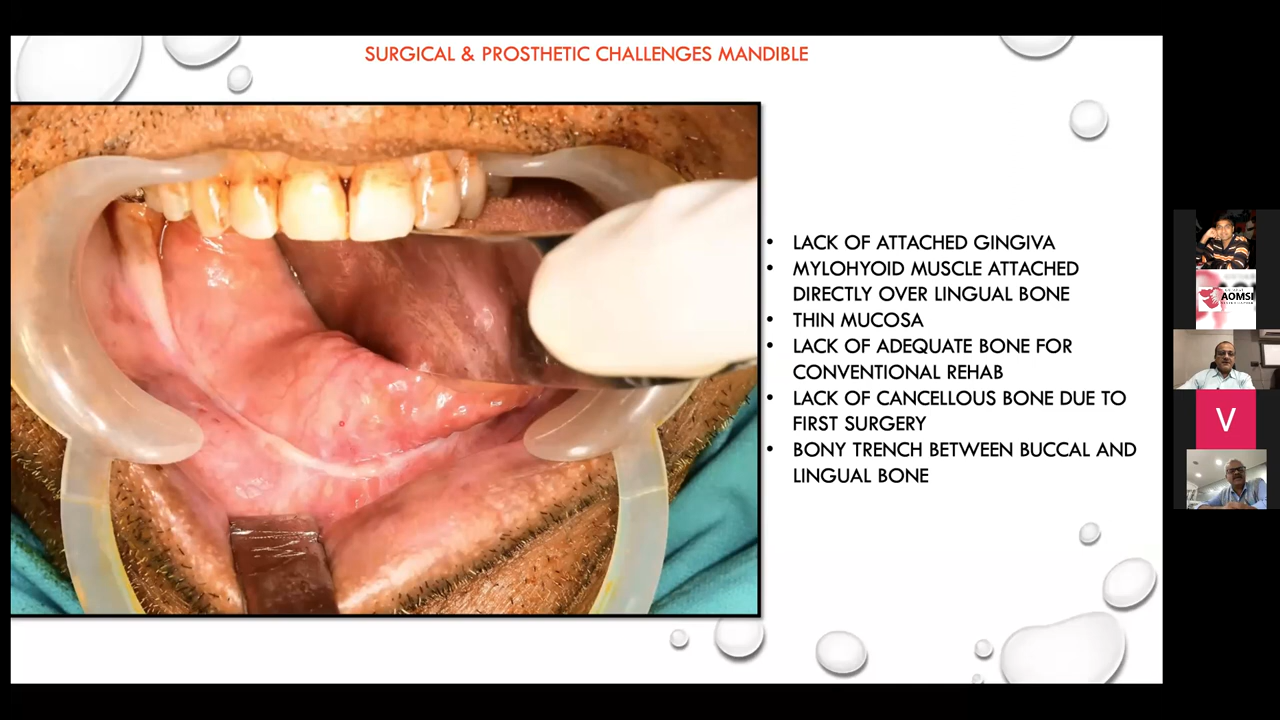 SURGICAL & PROSTHETIC CHALLENGES MANDIBLE
• LACK OF ATTACHED GINGIVA
• MYLOHYOID MUSCLE ATTACHED
DIRECTLY OVER LINGUAL BONE
• THIN MUCOSA
• LACK OF ADEQUATE BONE FOR
CONVENTIONAL REHAB
• LACK OF CANCELLOUS BONE DUE TO
FIRST SURGERY
• BONY TRENCH BETWEEN BUCCAL AND
LINGUAL BONE
AOMSI
V